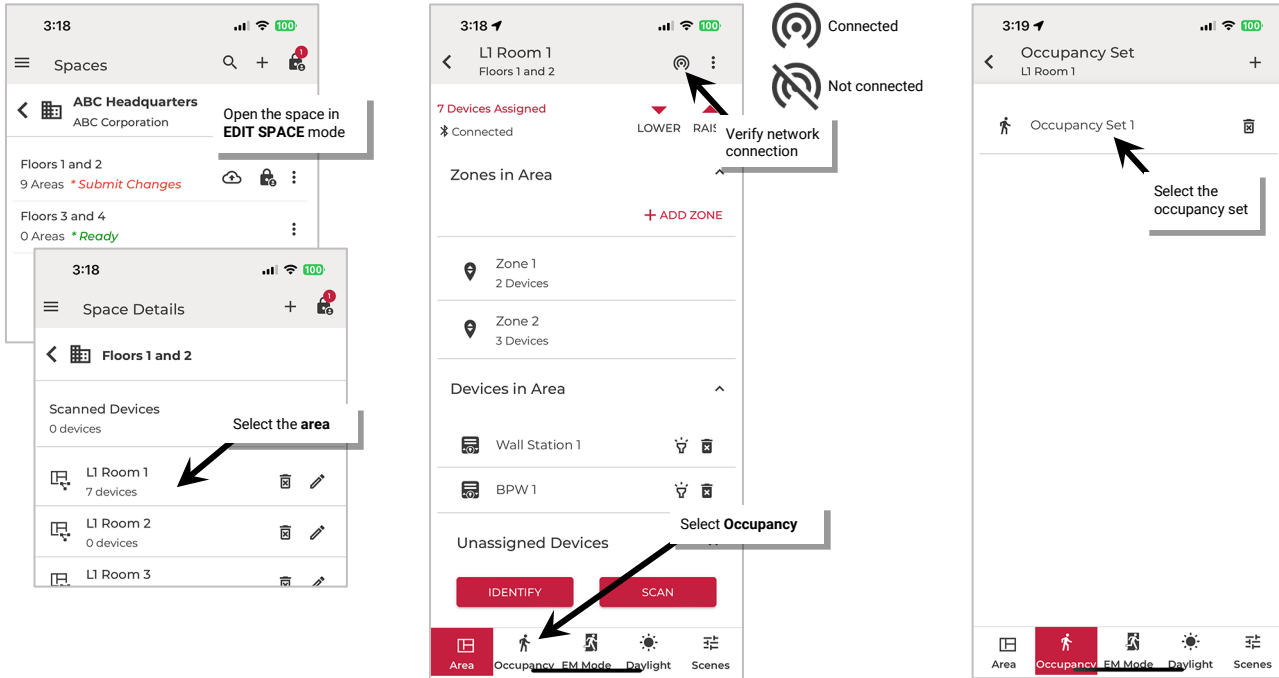 3:18
100
Spaces
1
ABC Headquarters
ABC Corporation
Open the space in
EDIT SPACE mode
Floors 1 and 2
9 Areas * Submit Changes
Floors 3 and 4
0 Areas * Ready
3:18
100
Space Details
1
Floors 1 and 2
Scanned Devices
0 devices
Select the area
L1 Room 1
7 devices
L1 Room 2
0 devices
L1 Room 3
3:18
100
L1 Room 1
Floors 1 and 2
7 Devices Assigned
Connected
LOWER
RAIS
Verify network
connection
Zones in Area
+ ADD ZONE
Zone 1
2 Devices
Zone 2
3 Devices
Devices in Area
Wall Station 1
BPW 1
Select Occupancy
Unassigned Devices
IDENTIFY
SCAN
Area
Occupancy
EM Mode
Daylight
Scenes
Connected
Not connected
3:19
100
Occupancy Set
L1 Room 1
Occupancy Set 1
Select the
occupancy set
Area
Occupancy
EM Mode
Daylight
Scenes